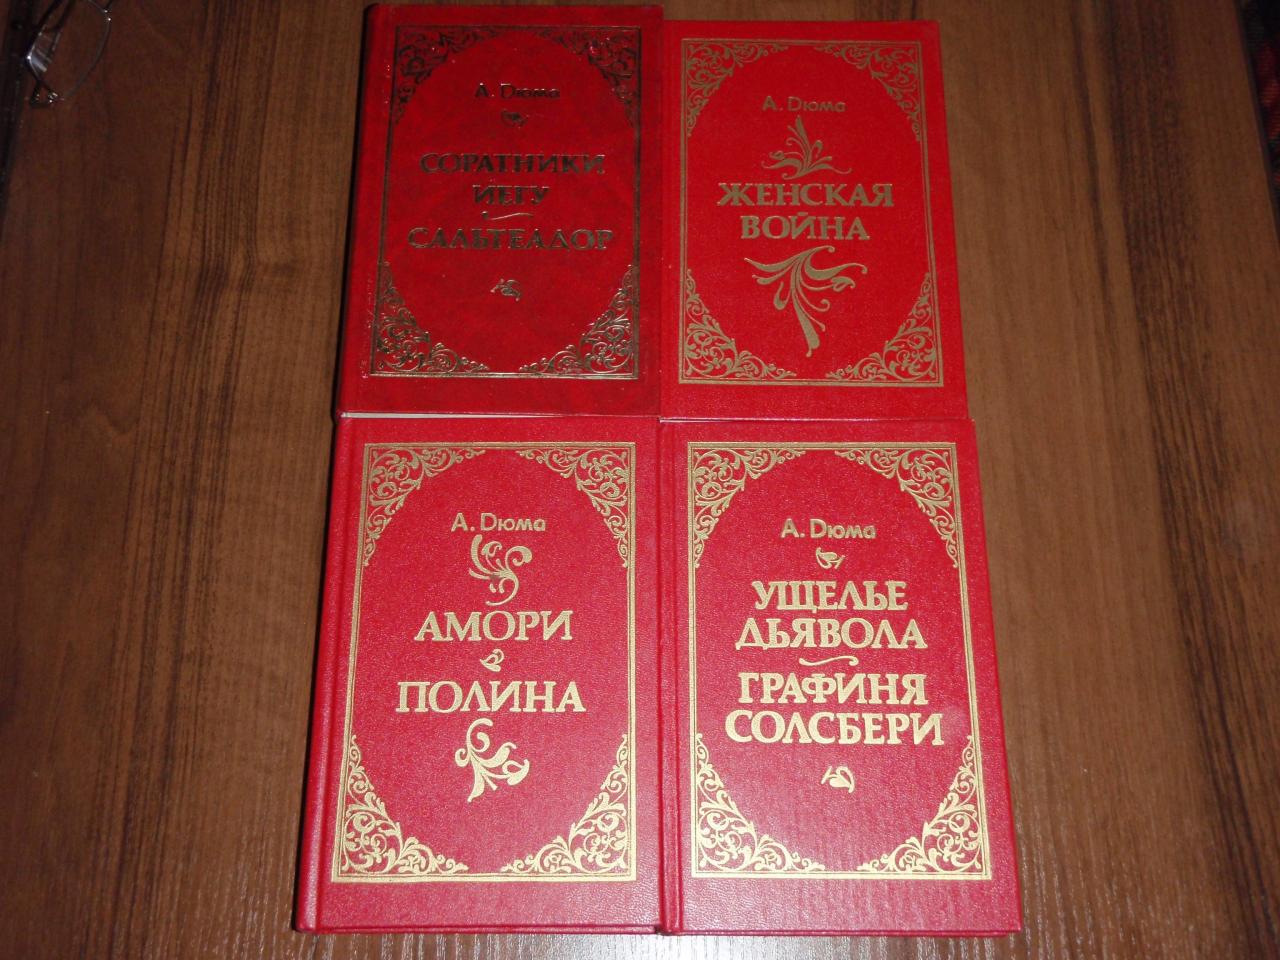 А. Дюма
СОРАТНИКИ
ИЕГУ
САЛЬТЕАДОР
А. Дюма
ЖЕНСКАЯ
ВОЙНА
А. Дюма
АМОРИ
ПОЛИНА
А. Дюма
УЩЕЛЬЕ
ДЬЯВОЛА
ГРАФИНЯ
СОЛСБЕРИ